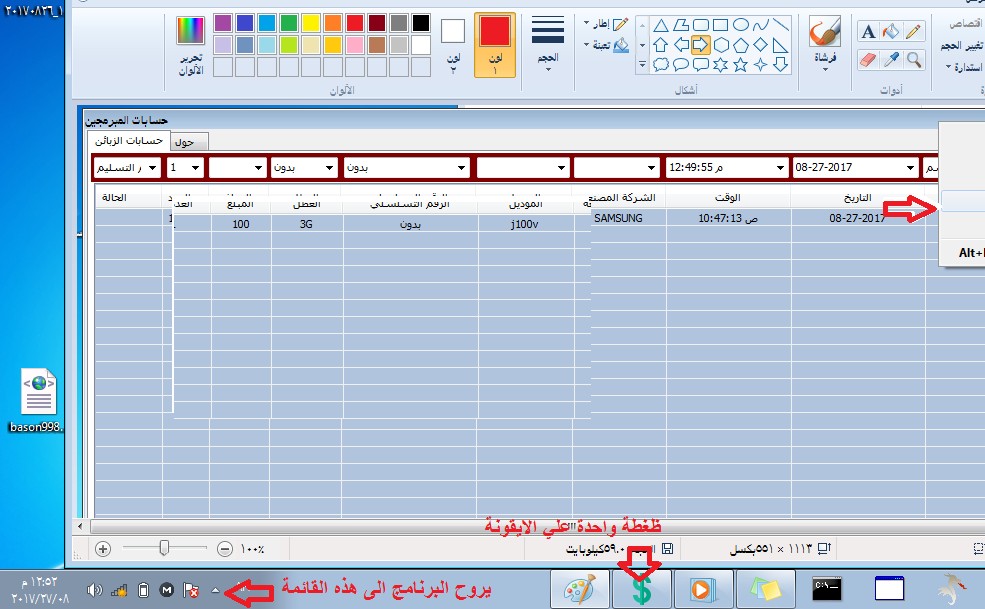 ٢٠١٧٠٨٢٦_١
إطار
تعبئة
الحجم
لون
١
لون
٢
تحرير
الألوان
الألوان
أشكال
فرشاة
أدوات
اقتصاص
تغيير الحجم
استدارة
حسابات المبرمجين
حسابات الزبائن
حول
08-27-2017
12:49:55 م
بدون
بدون
1
التسليم
التاريخ
الوقت
الشركة المصنعة
الموديل
الرقم التسلسلي
العطل
المبلغ
العدد
الحالة
08-27-2017
10:47:13 ص
SAMSUNG
j100v
بدون
3G
100
1
Alt+
bason998.
ظغطة واحدة علي الايقونة
١١١٣ × ٥٥١بكسل
٥٩.٠كيلوبايت
١٠٠٪
يروح البرنامج الى هذه القائمة
١٢:٥٢ م
٢٠١٧/٢٧/٠٨